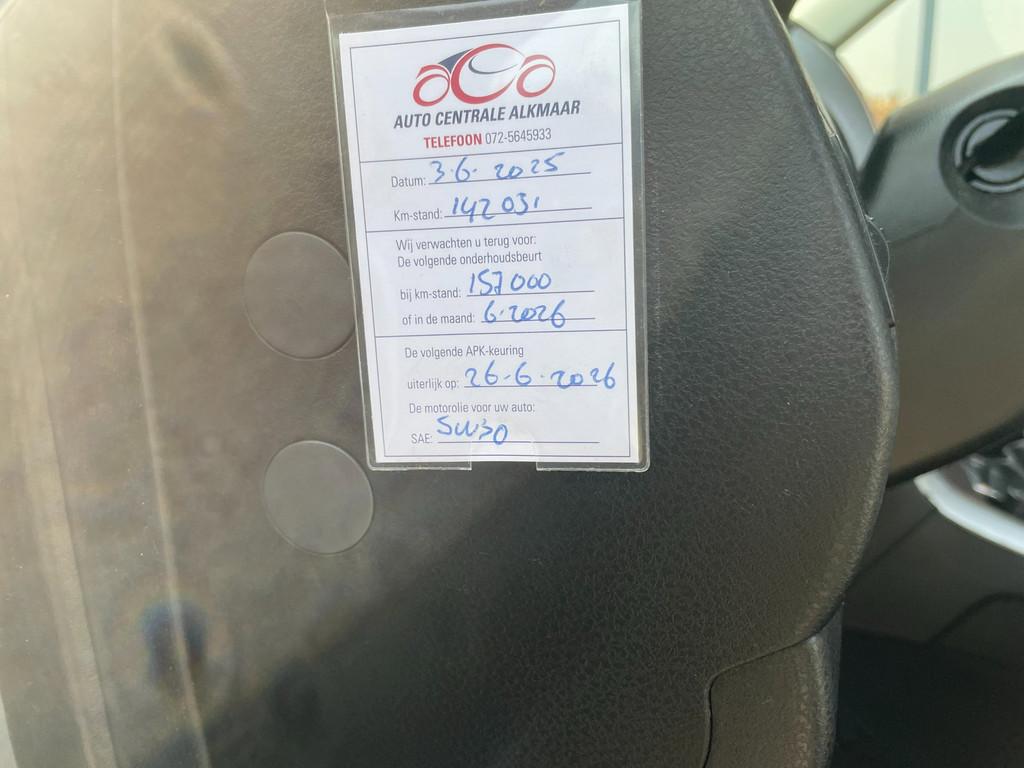 aca
AUTO CENTRALE ALKMAAR
TELEFOON 072-5645933
Datum: 3.6.2025
Km-stand: 142031
Wij verwachten u terug voor:
De volgende onderhoudsbeurt
bij km-stand: 157000
of in de maand: 6.2026
De volgende APK-keuring
uiterlijk op: 26-6-2026
De motorolie voor uw auto:
SAE: 5W30